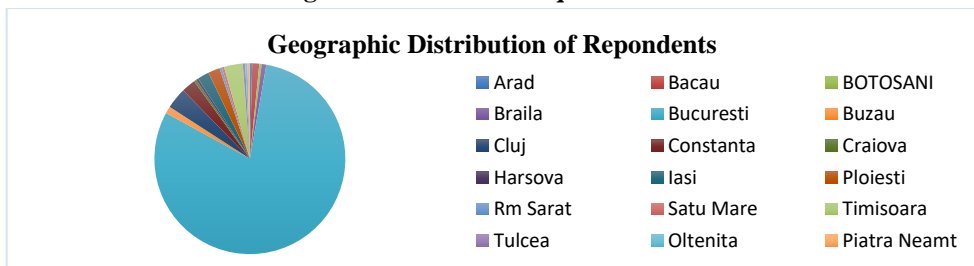 Geographic Distribution of Repondents
Arad Bacau BOTOSANI
Braila Bucuresti Buzau
Cluj Constanta Craiova
Harsova Iasi Ploiesti
Rm Sarat Satu Mare Timisoara
Tulcea Oltenita Piatra Neamt